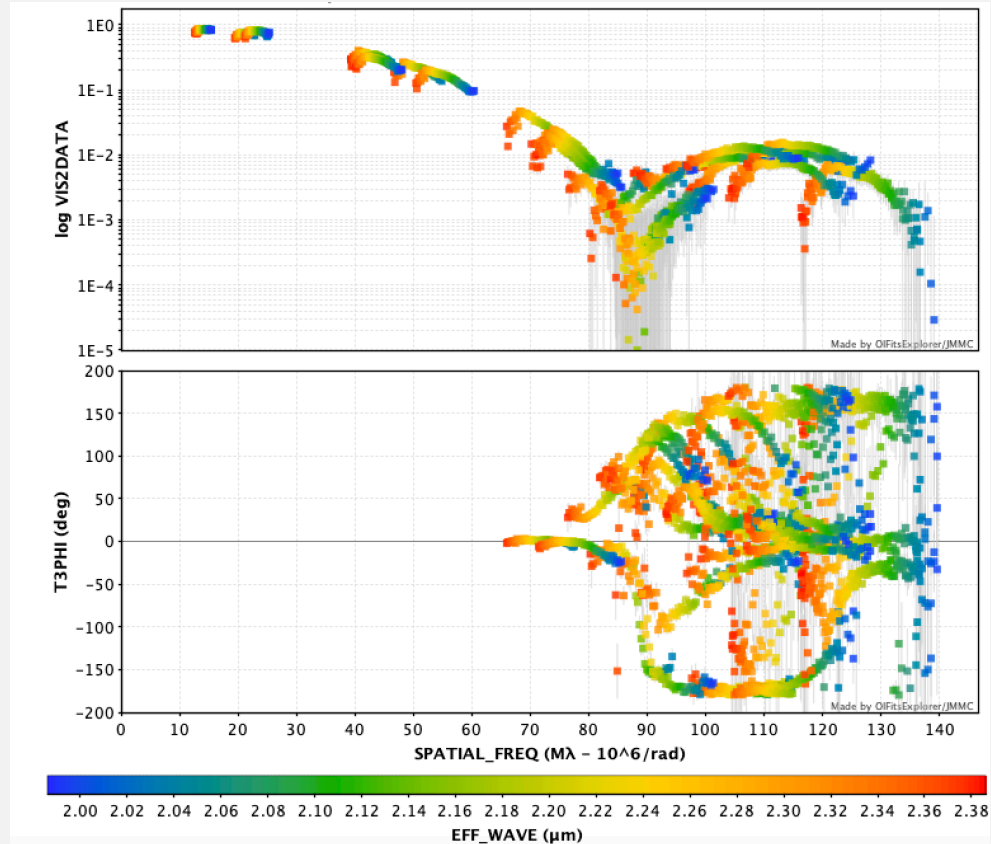 1E0
1E-1
1E-2
1E-3
1E-4
1E-5
log VIS2DATA
Made by OIFitsExplorer/JMMC
200
150
100
50
0
−50
−100
−150
−200
T3PHI (deg)
Made by OIFitsExplorer/JMMC
0 10 20 30 40 50 60 70 80 90 100 110 120 130 140
SPATIAL_FREQ (Mλ − 10^6/rad)
2.00 2.02 2.04 2.06 2.08 2.10 2.12 2.14 2.16 2.18 2.20 2.22 2.24 2.26 2.28 2.30 2.32 2.34 2.36 2.38
EFF_WAVE (µm)